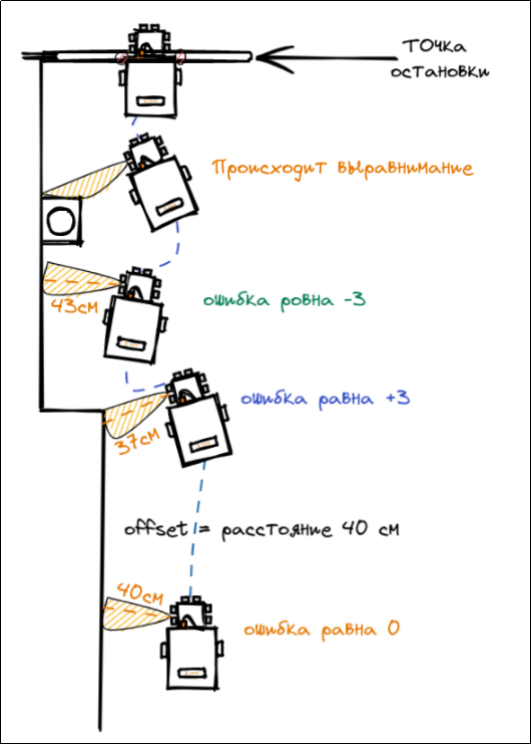 ТОЧка
остановки
Происходит выравнимание
43см
ошибка ровна -3
ошибка равна +3
37см
offset = расстояние 40 см
40см
ошибка равна 0